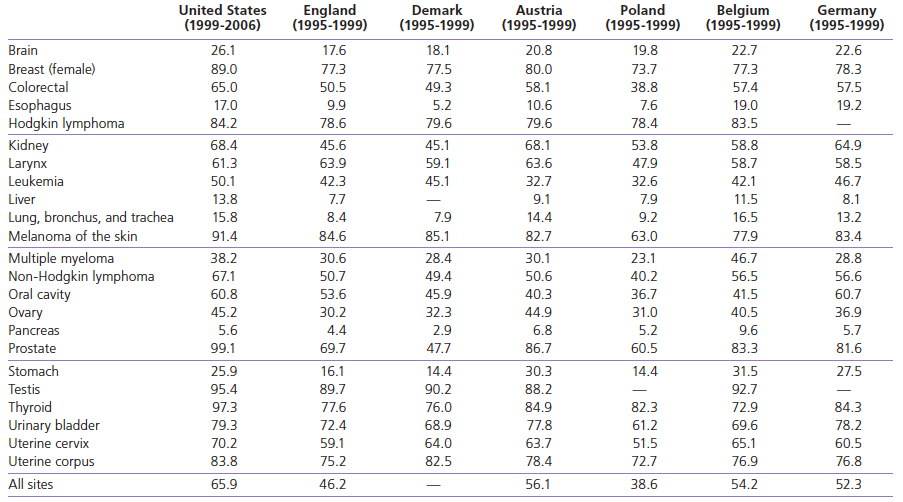 United States England Demark Austria Poland Belgium Germany
(1999-2006) (1995-1999) (1995-1999) (1995-1999) (1995-1999) (1995-1999) (1995-1999)
Brain 26.1 17.6 18.1 20.8 19.8 22.7 22.6
Breast (female) 89.0 77.3 77.5 80.0 73.7 77.3 78.3
Colorectal 65.0 50.5 49.3 58.1 38.8 57.4 57.5
Esophagus 17.0 9.9 5.2 10.6 7.6 19.0 19.2
Hodgkin lymphoma 84.2 78.6 79.6 79.6 78.4 83.5 —
Kidney 68.4 45.6 45.1 68.1 53.8 58.8 64.9
Larynx 61.3 63.9 59.1 63.6 47.9 58.7 58.5
Leukemia 50.1 42.3 45.1 32.7 32.6 42.1 46.7
Liver 13.8 7.7 — 9.1 7.9 11.5 8.1
Lung, bronchus, and trachea 15.8 8.4 7.9 14.4 9.2 16.5 13.2
Melanoma of the skin 91.4 84.6 85.1 82.7 63.0 77.9 83.4
Multiple myeloma 38.2 30.6 28.4 30.1 23.1 46.7 28.8
Non-Hodgkin lymphoma 67.1 50.7 49.4 50.6 40.2 56.5 56.6
Oral cavity 60.8 53.6 45.9 40.3 36.7 41.5 60.7
Ovary 45.2 30.2 32.3 44.9 31.0 40.5 36.9
Pancreas 5.6 4.4 2.9 6.8 5.2 9.6 5.7
Prostate 99.1 69.7 47.7 86.7 60.5 83.3 81.6
Stomach 25.9 16.1 14.4 30.3 14.4 31.5 27.5
Testis 95.4 89.7 90.2 88.2 — 92.7 —
Thyroid 97.3 77.6 76.0 84.9 82.3 72.9 84.3
Urinary bladder 79.3 72.4 68.9 77.8 61.2 69.6 78.2
Uterine cervix 70.2 59.1 64.0 63.7 51.5 65.1 60.5
Uterine corpus 83.8 75.2 82.5 78.4 72.7 76.9 76.8
All sites 65.9 46.2 — 56.1 38.6 54.2 52.3